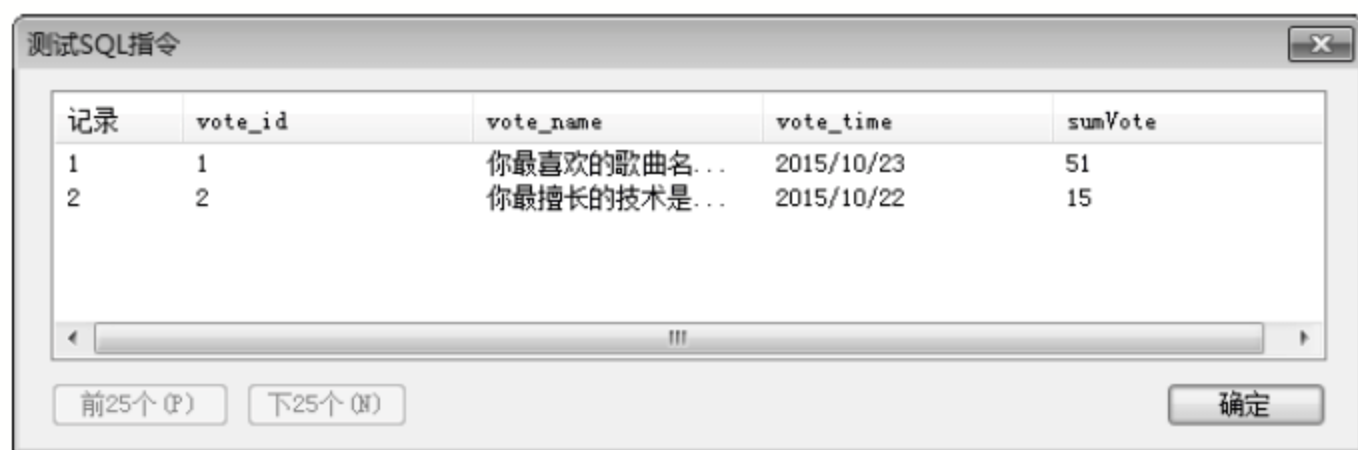 测试SQL指令
记录 vote_id vote_name vote_time sumVote
1 1 你最喜欢的歌曲名... 2015/10/23 51
2 2 你最擅长的技术是... 2015/10/22 15
前25个(P) 下25个(N) 确定